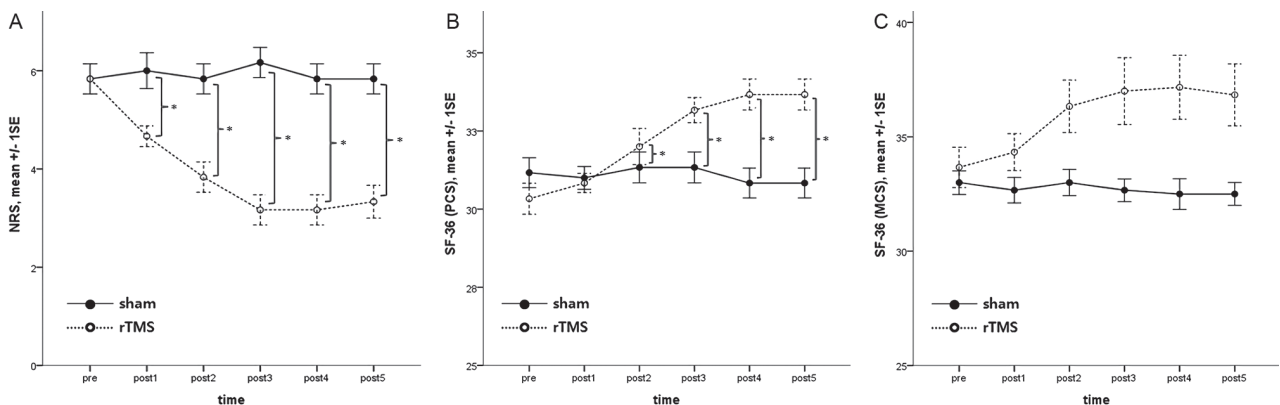 A
NRS, mean +/- 1SE
6
4
2
0
*
*
*
*
*
sham
rTMS
pre post1 post2 post3 post4 post5
time
B
SF-36 (PCS), mean +/- 1SE
35
33
30
28
25
*
*
*
*
sham
rTMS
pre post1 post2 post3 post4 post5
time
C
SF-36 (MCS), mean +/- 1SE
40
35
30
25
sham
rTMS
pre post1 post2 post3 post4 post5
time